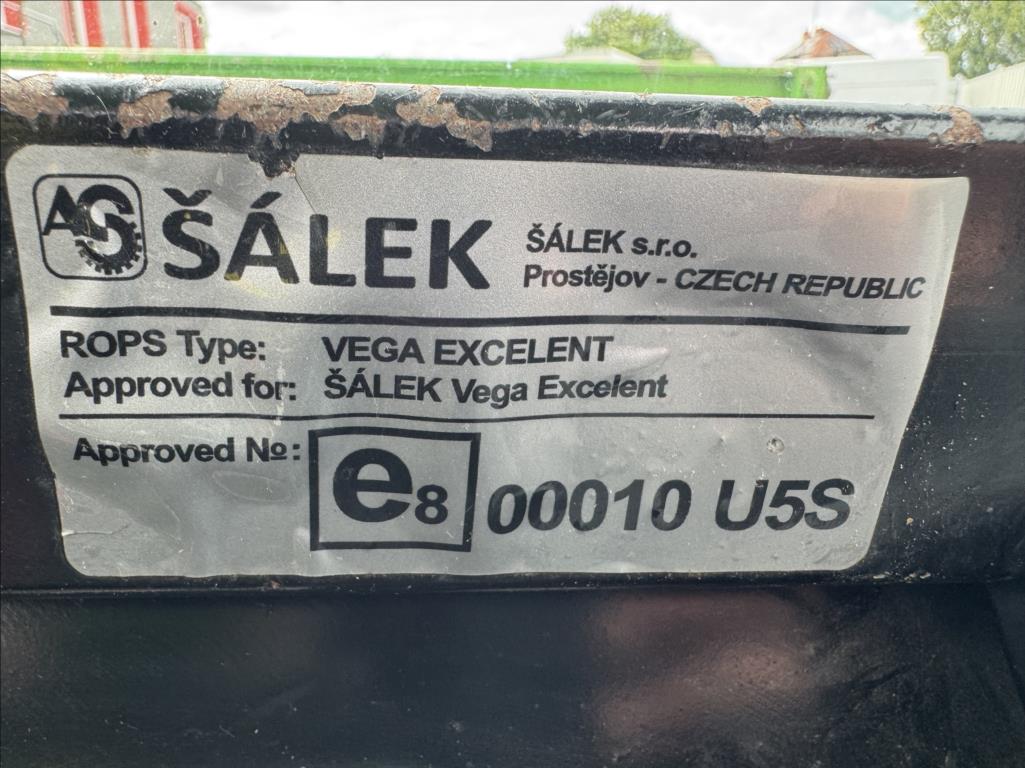 AS ŠÁLEK
ŠÁLEK s.r.o.
Prostějov - CZECH REPUBLIC
ROPS Type: VEGA EXCELENT
Approved for: ŠÁLEK Vega Excelent
Approved №: e8 00010 U5S